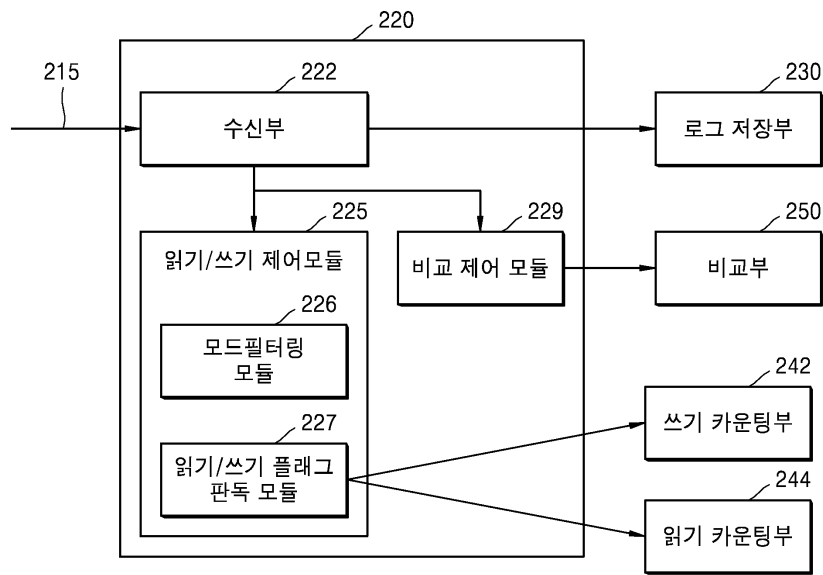 220
215
222
수신부
230
로그 저장부
225
읽기/쓰기 제어모듈
229
비교 제어 모듈
250
비교부
226
모드필터링
모듈
227
읽기/쓰기 플래그
판독 모듈
242
쓰기 카운팅부
244
읽기 카운팅부